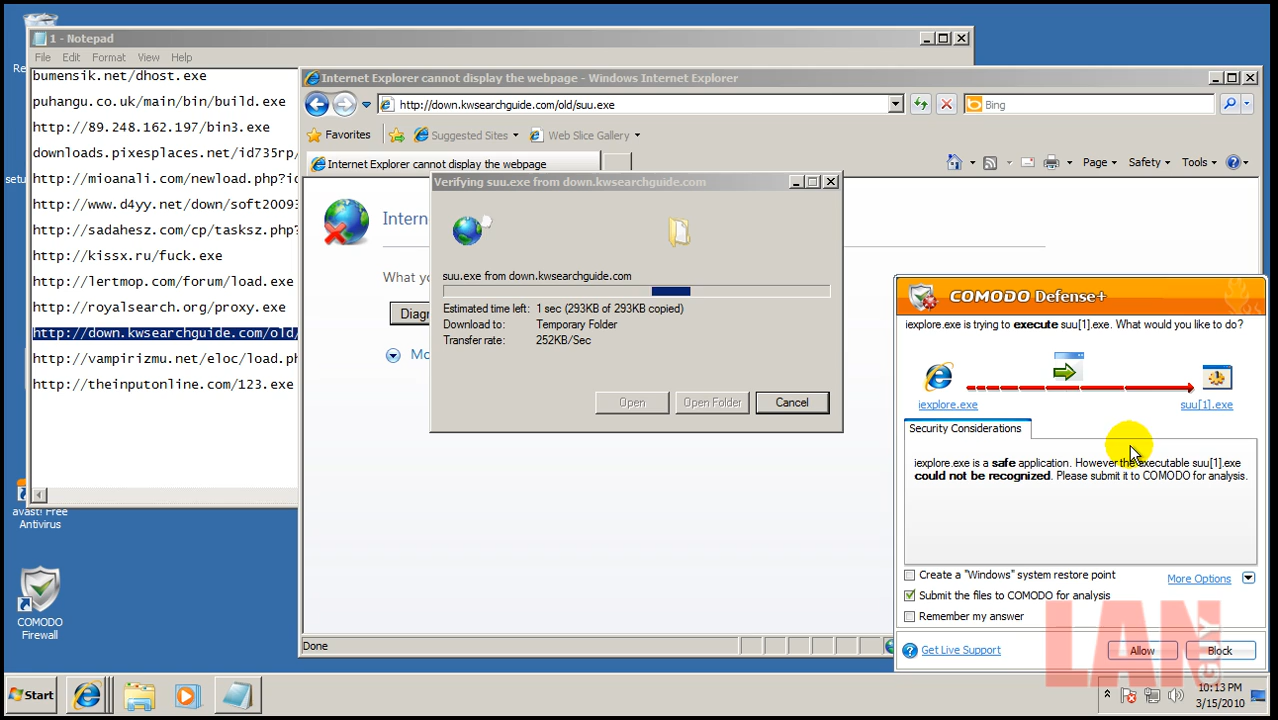 1 - Notepad
File Edit Format View Help
bumensik.net/dhost.exe
puhangu.co.uk/main/bin/build.exe
http://89.248.162.197/bin3.exe
downloads.pixesplaces.net/id735rp/
http://mioanali.com/newload.php?id
http://www.d4yy.net/down/soft20093
http://sadahesz.com/cp/tasksz.php?
http://kissx.ru/fuck.exe
http://lertmop.com/forum/load.exe
http://royalsearch.org/proxy.exe
http://down.kwsearchguide.com/old/
http://vampirizmu.net/eloc/load.ph
http://theinputonline.com/123.exe
Re
setu
avast! Free
Antivirus
COMODO
Firewall
Internet Explorer cannot display the webpage - Windows Internet Explorer
http://down.kwsearchguide.com/old/suu.exe
Bing
Favorites Suggested Sites Web Slice Gallery
Internet Explorer cannot display the webpage
Page Safety Tools
Intern
What yo
Diagn
Mo
Done
Verifying suu.exe from down.kwsearchguide.com
suu.exe from down.kwsearchguide.com
Estimated time left: 1 sec (293KB of 293KB copied)
Download to: Temporary Folder
Transfer rate: 252KB/Sec
Open Open Folder Cancel
COMODO Defense+
iexplore.exe is trying to execute suu[1].exe. What would you like to do?
iexplore.exe suu[1].exe
Security Considerations
iexplore.exe is a safe application. However the executable suu[1].exe
could not be recognized. Please submit it to COMODO for analysis.
Create a "Windows" system restore point
More Options
Submit the files to COMODO for analysis
Remember my answer
Get Live Support
Allow Block
LAN GUY
Start
10:13 PM
3/15/2010